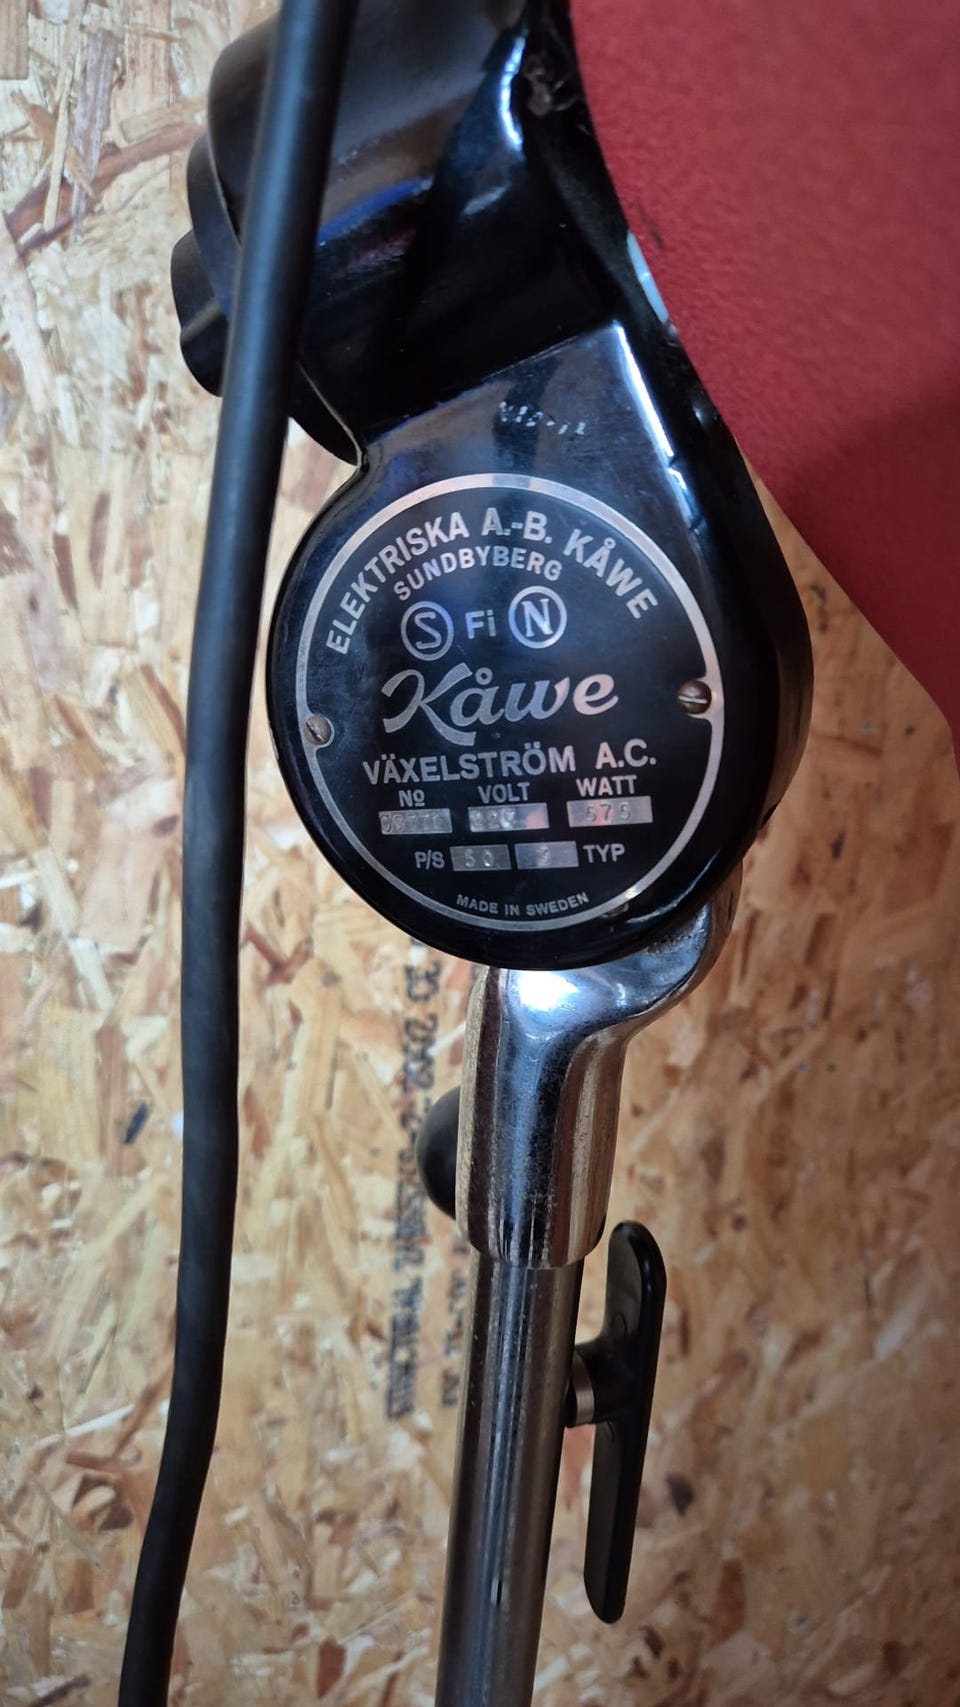 ELEKTRISKA A.-B. KÅWE
SUNDBYBERG
S Fi N
Kåwe
VÄXELSTRÖM A.C.
No VOLT WATT
575
P/S 50 TYP
MADE IN SWEDEN